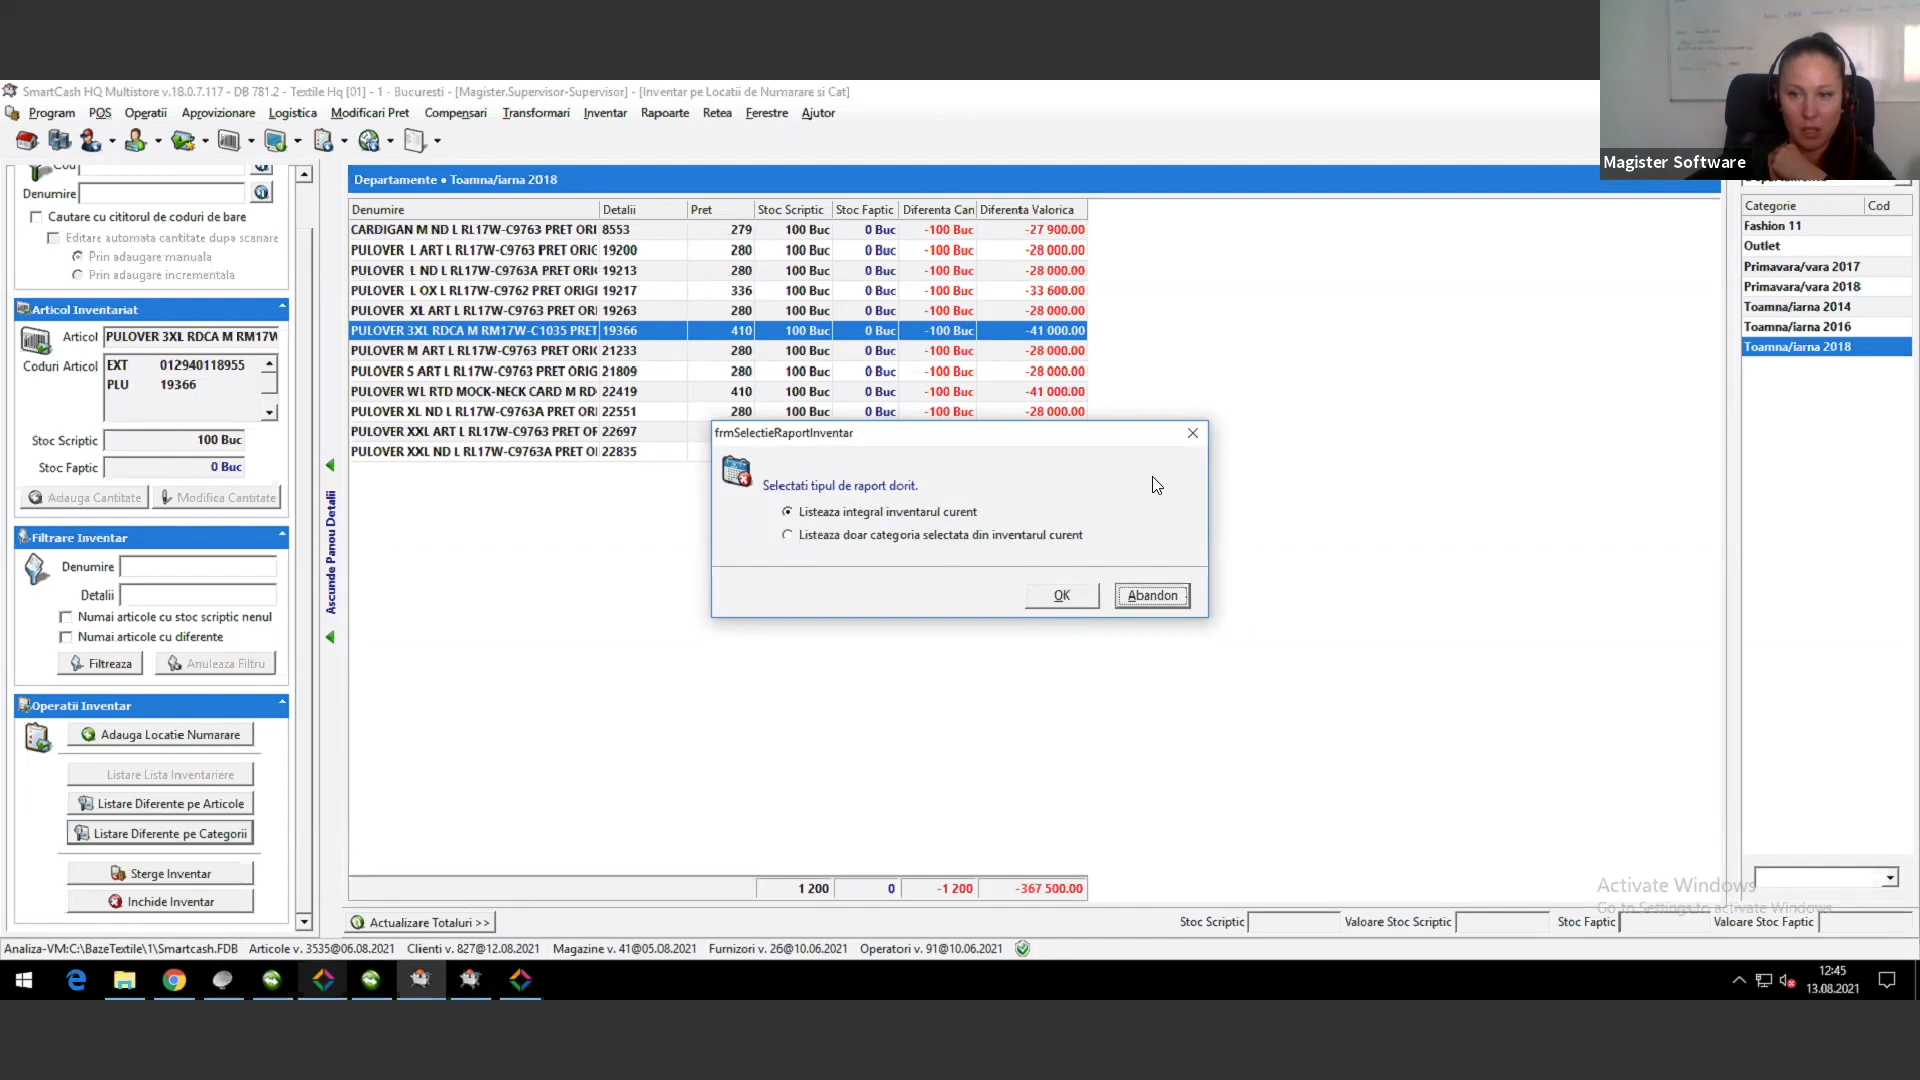 SmartCash HQ Multistore v.18.0.7.117 - DB 781.2 - Textile Hq [01] - 1 - Bucuresti - [Magister.Supervisor-Supervisor] - [Inventar pe Locatii de Numarare si Cat]
Program POS Operatii Aprovizionare Logistica Modificari Pret Compensari Transformari Inventar Rapoarte Retea Ferestre Ajutor
Magister Software
Denumire
Cautare cu cititorul de coduri de bare
Editare automata cantitate dupa scanare
Prin adaugare manuala
Prin adaugare incrementala
Articol Inventariat
Articol PULOVER 3XL RDCA M RM17W
Coduri Articol EXT 012940118955
PLU 19366
Stoc Scriptic 100 Buc
Stoc Faptic 0 Buc
Adauga Cantitate Modifica Cantitate
Filtrare Inventar
Denumire
Detalii
Numai articole cu stoc scriptic nenul
Numai articole cu diferente
Filtreaza Anuleaza Filtru
Operatii Inventar
Adauga Locatie Numarare
Listare Lista Inventariere
Listare Diferente pe Articole
Listare Diferente pe Categorii
Sterge Inventar
Inchide Inventar
Ascunde Panou Detalii
Departamente • Toamna/iarna 2018
Denumire Detalii Pret Stoc Scriptic Stoc Faptic Diferenta Can Diferenta Valorica
CARDIGAN M ND L RL17W-C9763 PRET ORI 8553 279 100 Buc 0 Buc -100 Buc -27 900.00
PULOVER L ART L RL17W-C9763 PRET ORIG 19200 280 100 Buc 0 Buc -100 Buc -28 000.00
PULOVER L ND L RL17W-C9763A PRET ORI 19213 280 100 Buc 0 Buc -100 Buc -28 000.00
PULOVER L OX L RL17W-C9762 PRET ORIGI 19217 336 100 Buc 0 Buc -100 Buc -33 600.00
PULOVER XL ART L RL17W-C9763 PRET ORI 19263 280 100 Buc 0 Buc -100 Buc -28 000.00
PULOVER 3XL RDCA M RM17W-C1035 PRET 19366 410 100 Buc 0 Buc -100 Buc -41 000.00
PULOVER M ART L RL17W-C9763 PRET ORI 21233 280 100 Buc 0 Buc -100 Buc -28 000.00
PULOVER S ART L RL17W-C9763 PRET ORIG 21809 280 100 Buc 0 Buc -100 Buc -28 000.00
PULOVER WL RTD MOCK-NECK CARD M RD 22419 410 100 Buc 0 Buc -100 Buc -41 000.00
PULOVER XL ND L RL17W-C9763A PRET ORI 22551 280 100 Buc 0 Buc -100 Buc -28 000.00
PULOVER XXL ART L RL17W-C9763 PRET OF 22697
PULOVER XXL ND L RL17W-C9763A PRET OI 22835
frmSelectieRaportInventar
Selectati tipul de raport dorit.
Listeaza integral inventarul curent
Listeaza doar categoria selectata din inventarul curent
OK Abandon
1 200 0 -1 200 -367 500.00
Actualizare Totaluri >> Stoc Scriptic Valoare Stoc Scriptic Stoc Faptic Valoare Stoc Faptic
Categorie Cod
Fashion 11
Outlet
Primavara/vara 2017
Primavara/vara 2018
Toamna/iarna 2014
Toamna/iarna 2016
Toamna/iarna 2018
Activate Windows
Go to Settings to activate Windows.
Analiza-VM:C:\BazeTextile\1\Smartcash.FDB Articole v. 3535@06.08.2021 Clienti v. 827@12.08.2021 Magazine v. 41@05.08.2021 Furnizori v. 26@10.06.2021 Operatori v. 91@10.06.2021
12:45
13.08.2021